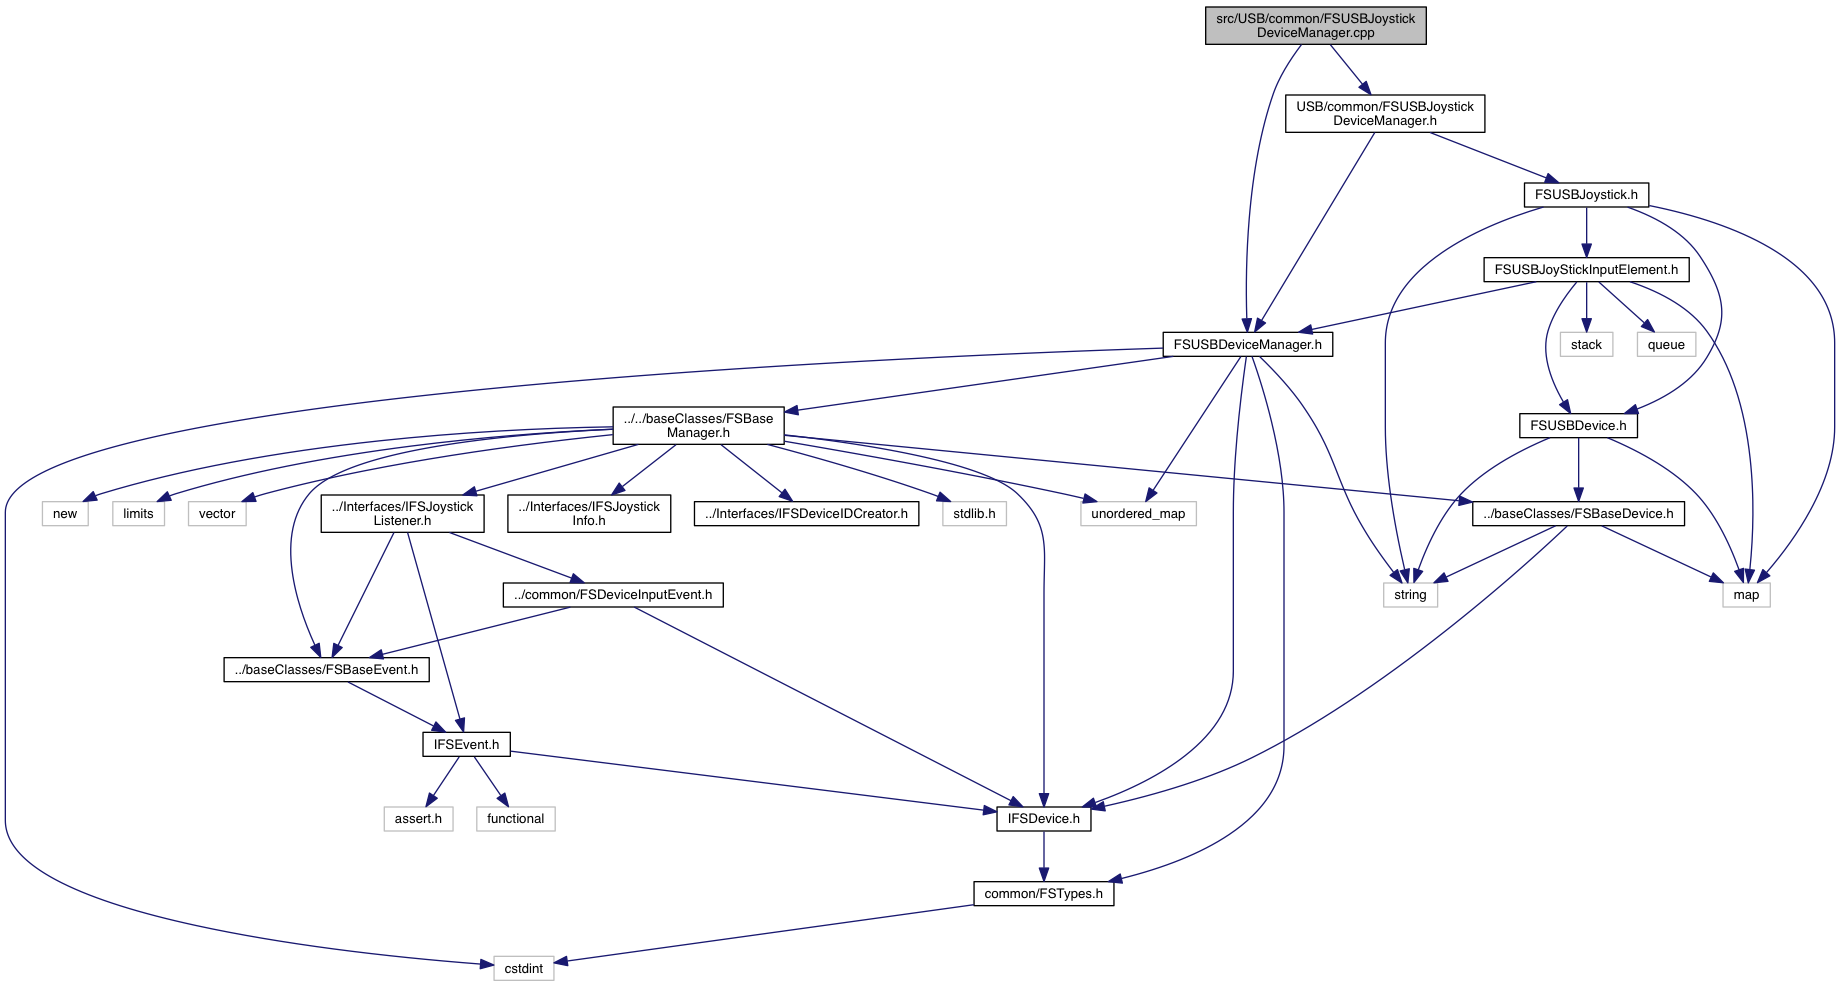 src/USB/common/FSUSBJoystick
DeviceManager.cpp
USB/common/FSUSBJoystick
DeviceManager.h
FSUSBJoystick.h
FSUSBJoyStickInputElement.h
FSUSBDeviceManager.h
stack
queue
../../baseClasses/FSBase
Manager.h
FSUSBDevice.h
new
limits
vector
../Interfaces/IFSJoystick
Listener.h
../Interfaces/IFSJoystick
Info.h
../Interfaces/IFSDeviceIDCreator.h
stdlib.h
unordered_map
../baseClasses/FSBaseDevice.h
../common/FSDeviceInputEvent.h
string
map
../baseClasses/FSBaseEvent.h
IFSEvent.h
assert.h
functional
IFSDevice.h
common/FSTypes.h
cstdint